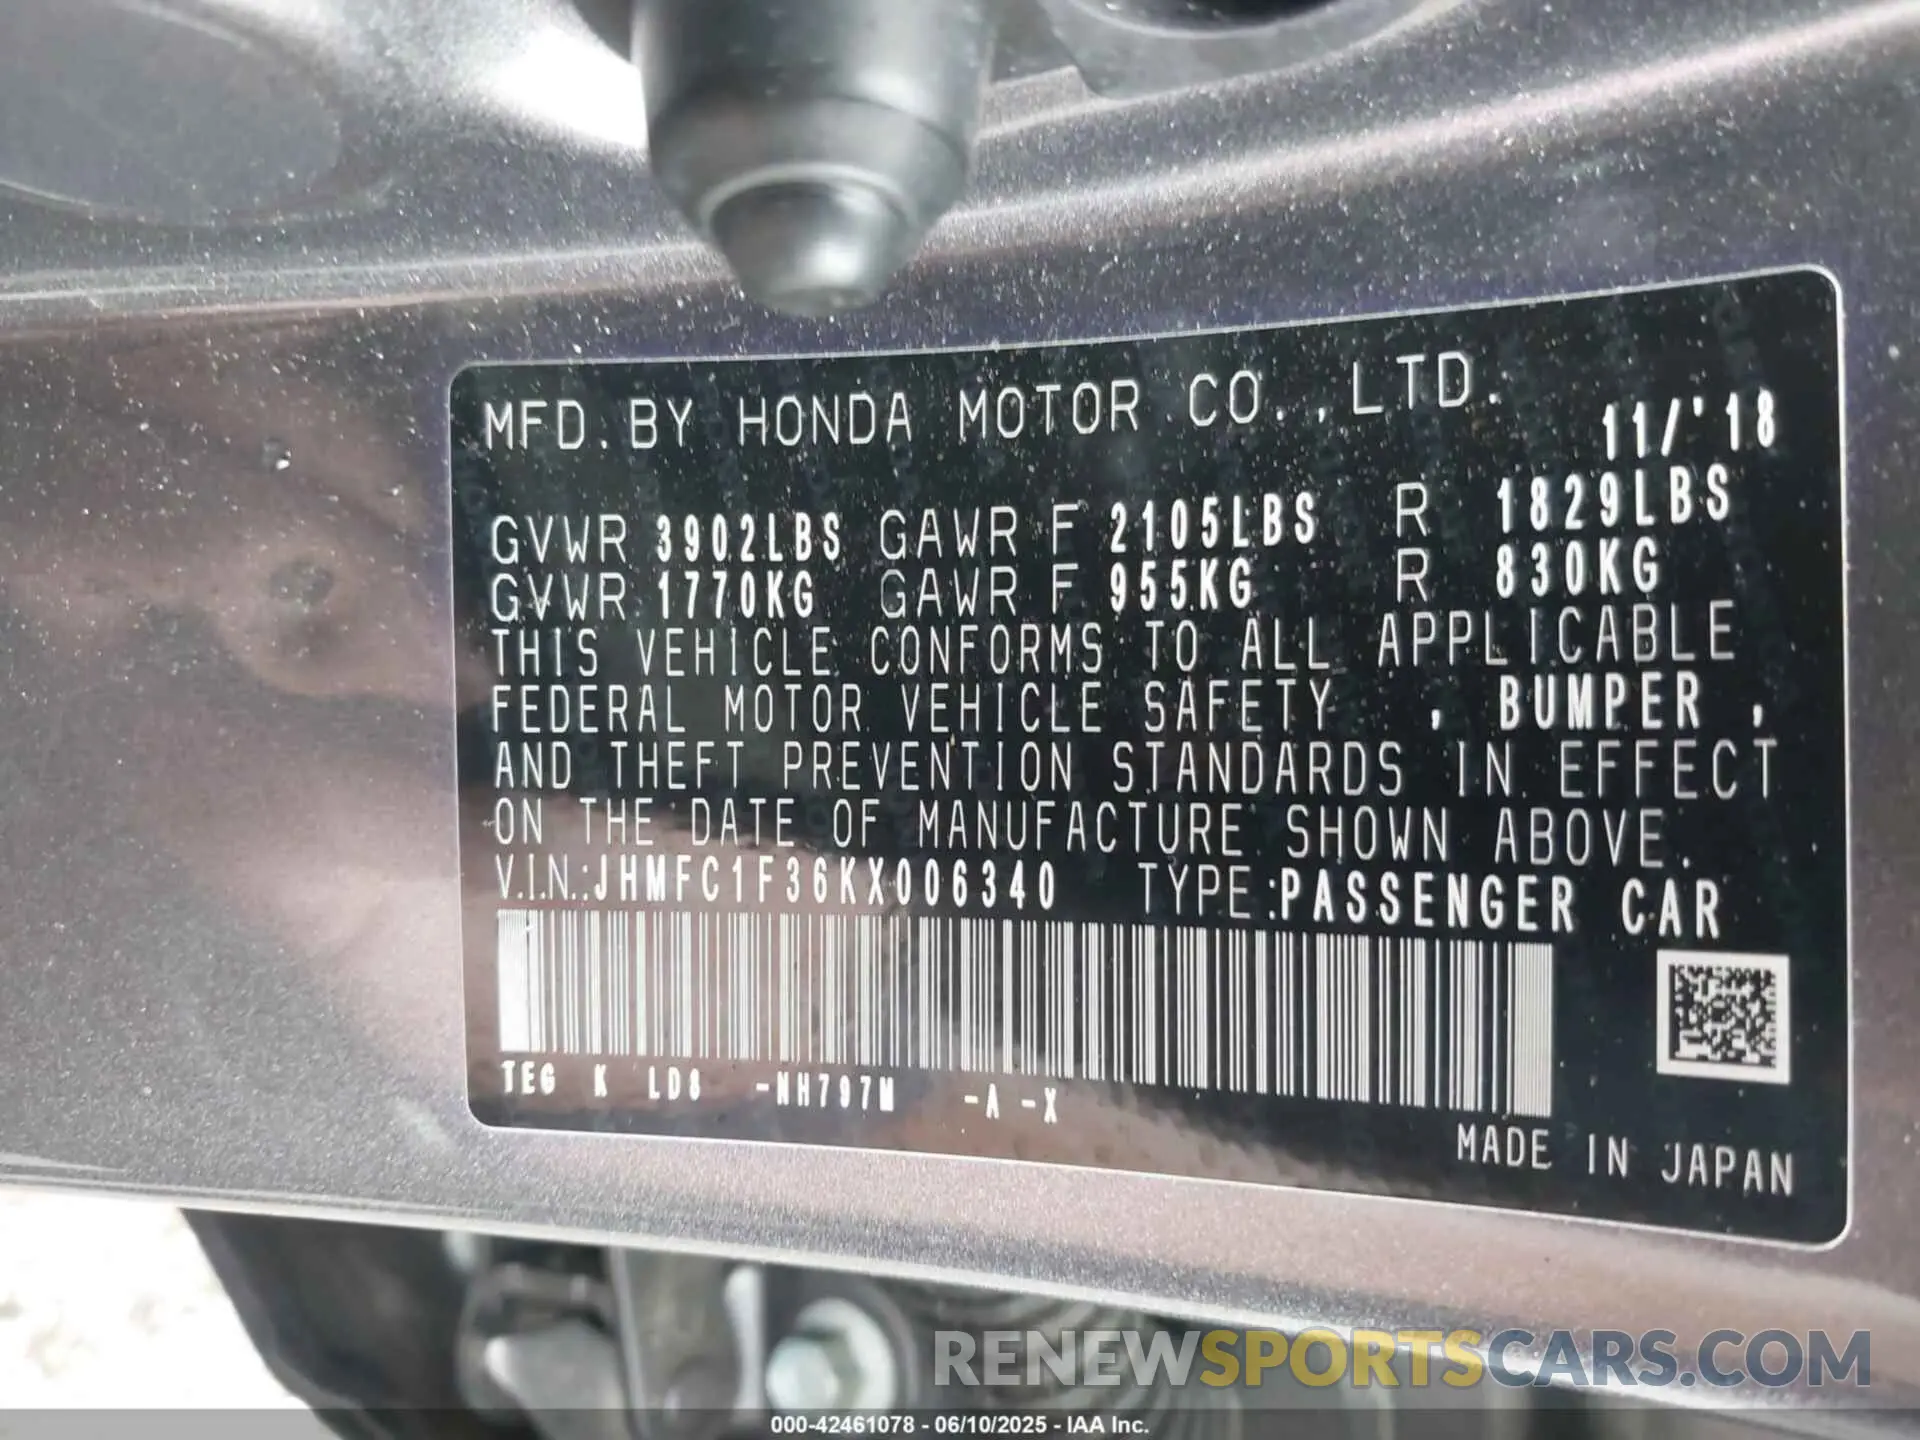 MFD. BY HONDA MOTOR CO., LTD.
11/'18
GVWR 3902LBS GAWR F 2105LBS R 1829LBS
GVWR 1770KG GAWR F 955KG R 830KG
THIS VEHICLE CONFORMS TO ALL APPLICABLE
FEDERAL MOTOR VEHICLE SAFETY , BUMPER ,
AND THEFT PREVENTION STANDARDS IN EFFECT
ON THE DATE OF MANUFACTURE SHOWN ABOVE.
V.I.N.:JHMFC1F36KX006340 TYPE:PASSENGER CAR
TEG K LD8 -NH797M -A -X
MADE IN JAPAN
RENEWSPORTSCARS.COM
000-42461078 - 06/10/2025 - IAA Inc.